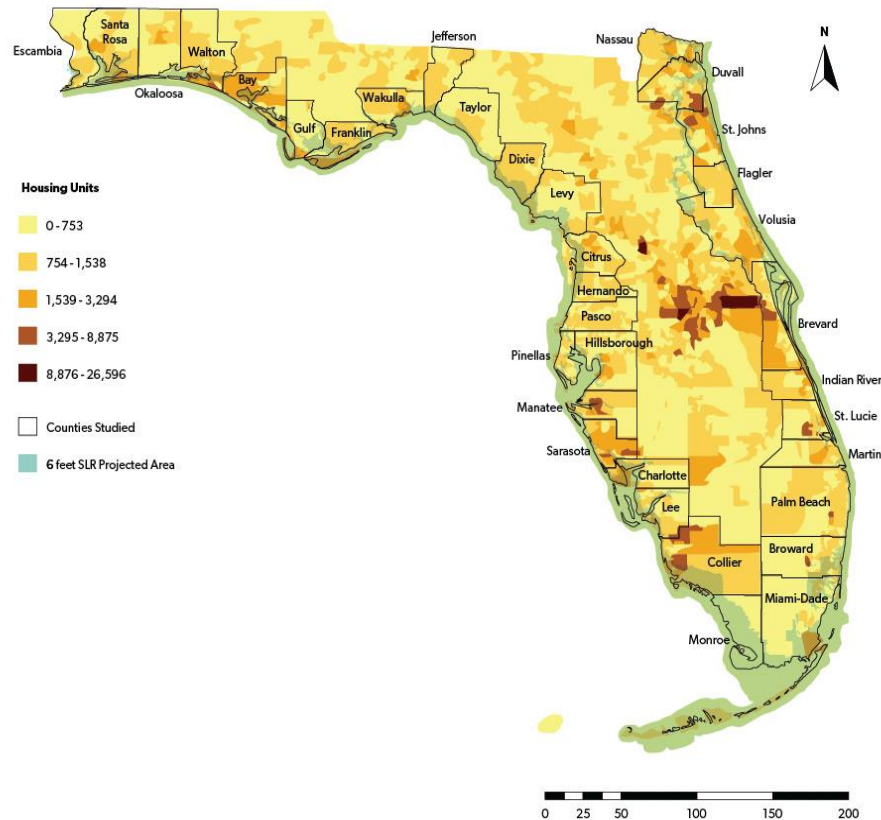 Jefferson
Nassau
N
Santa
Rosa
Escambia
Walton
Duvall
Bay
Okaloosa
Wakulla
Taylor
Gulf
Franklin
St. Johns
Dixie
Flagler
Housing Units
Levy
0 - 753
Volusia
754 - 1,538
Citrus
1,539 - 3,294
Hernando
3,295 - 8,875
Pasco
Brevard
Hillsborough
Pinellas
8,876 - 26,596
Indian River
Manatee
St. Lucie
Counties Studied
Sarasota
Martin
6 feet SLR Projected Area
Charlotte
Palm Beach
Lee
Broward
Collier
Miami-Dade
Monroe
0 25 50 100 150 200